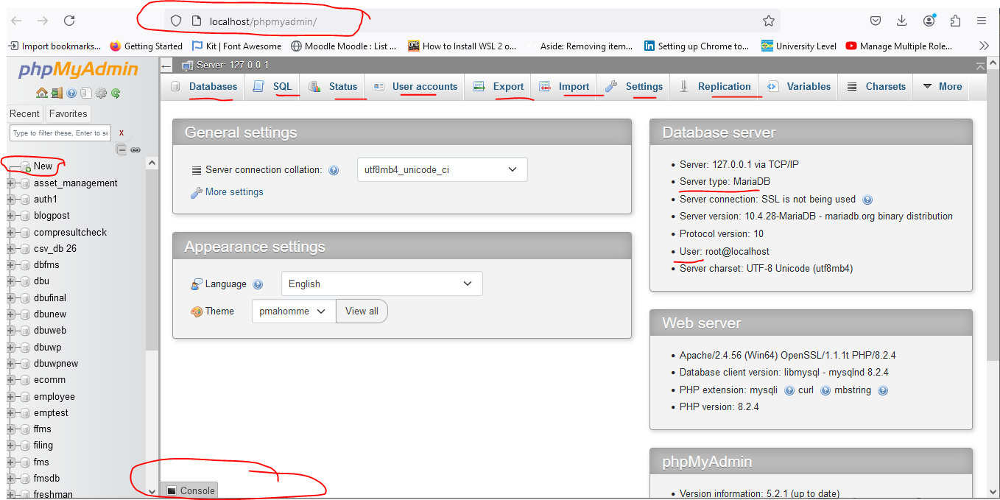 localhost/phpmyadmin/
Import bookmarks...
Getting Started
Kit | Font Awesome
Moodle Moodle : List ...
How to Install WSL 2 o...
Aside: Removing item...
Setting up Chrome to...
University Level
Manage Multiple Role...
phpMyAdmin
Recent
Favorites
Type to filter these, Enter to se
X
New
asset_management
auth1
blogpost
compresultcheck
csv_db 26
dbfms
dbu
dbufinal
dbunew
dbuweb
dbuwp
dbuwpnew
ecomm
employee
emptest
ffms
filing
fms
fmsdb
freshman
Server: 127.0.0.1
Databases
SQL
Status
User accounts
Export
Import
Settings
Replication
Variables
Charsets
More
General settings
Server connection collation:
utf8mb4_unicode_ci
More settings
Appearance settings
Language
English
Theme
pmahomme
View all
Database server
Server: 127.0.0.1 via TCP/IP
Server type: MariaDB
Server connection: SSL is not being used
Server version: 10.4.28-MariaDB - mariadb.org binary distribution
Protocol version: 10
User: root@localhost
Server charset: UTF-8 Unicode (utf8mb4)
Web server
Apache/2.4.56 (Win64) OpenSSL/1.1.1t PHP/8.2.4
Database client version: libmysql - mysqlnd 8.2.4
PHP extension: mysqli curl mbstring
PHP version: 8.2.4
phpMyAdmin
Version information: 5.2.1 (up to date)
Console